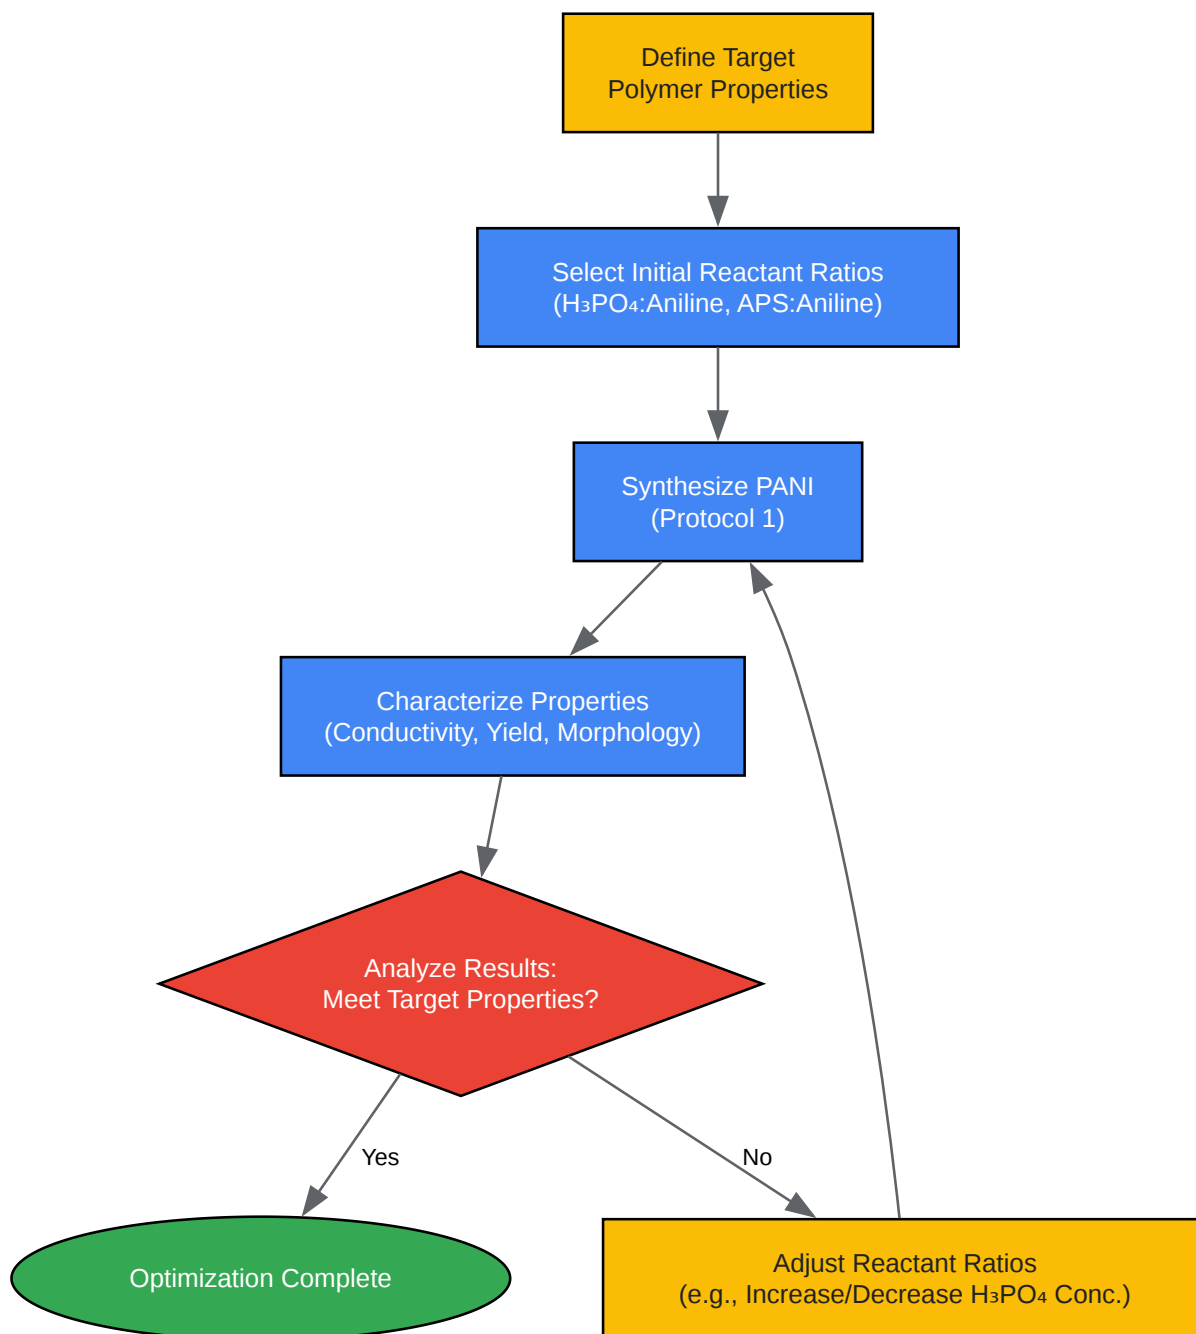 Define Target
Polymer Properties
Select Initial Reactant Ratios
(H₃PO₄:Aniline, APS:Aniline)
Synthesize PANI
(Protocol 1)
Characterize Properties
(Conductivity, Yield, Morphology)
Analyze Results:
Meet Target Properties?
Yes
No
Optimization Complete
Adjust Reactant Ratios
(e.g., Increase/Decrease H₃PO₄ Conc.)